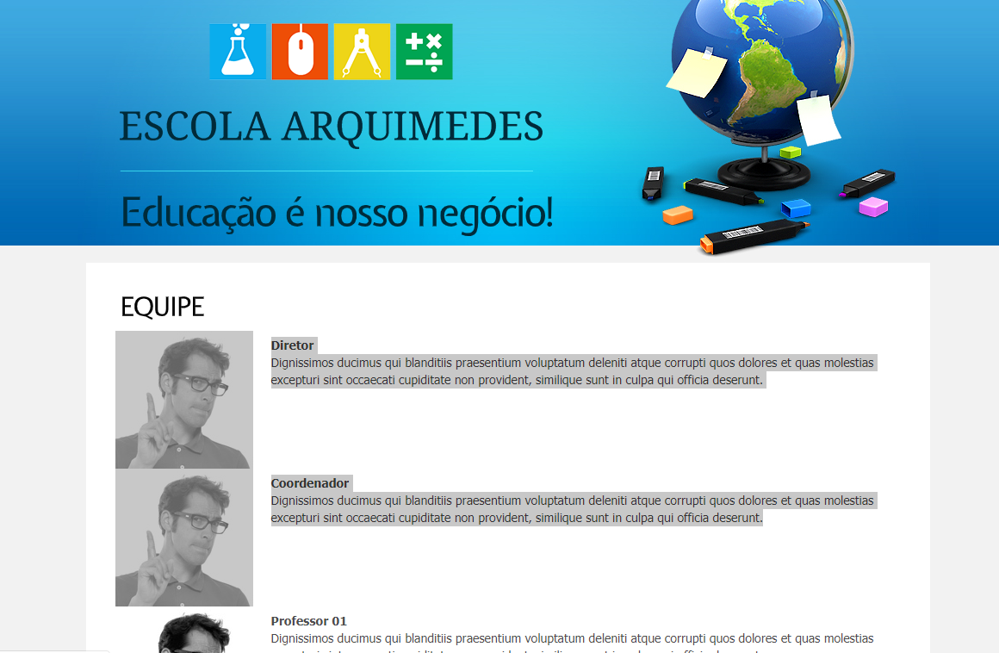 ESCOLA ARQUIMEDES
Educação é nosso negócio!
EQUIPE
Diretor
Dignissimos ducimus qui blanditiis praesentium voluptatum deleniti atque corrupti quos dolores et quas molestias
excepturi sint occaecati cupiditate non provident, similique sunt in culpa qui officia deserunt.
Coordenador
Dignissimos ducimus qui blanditiis praesentium voluptatum deleniti atque corrupti quos dolores et quas molestias
excepturi sint occaecati cupiditate non provident, similique sunt in culpa qui officia deserunt.
Professor 01
Dignissimos ducimus qui blanditiis praesentium voluptatum deleniti atque corrupti quos dolores et quas molestias